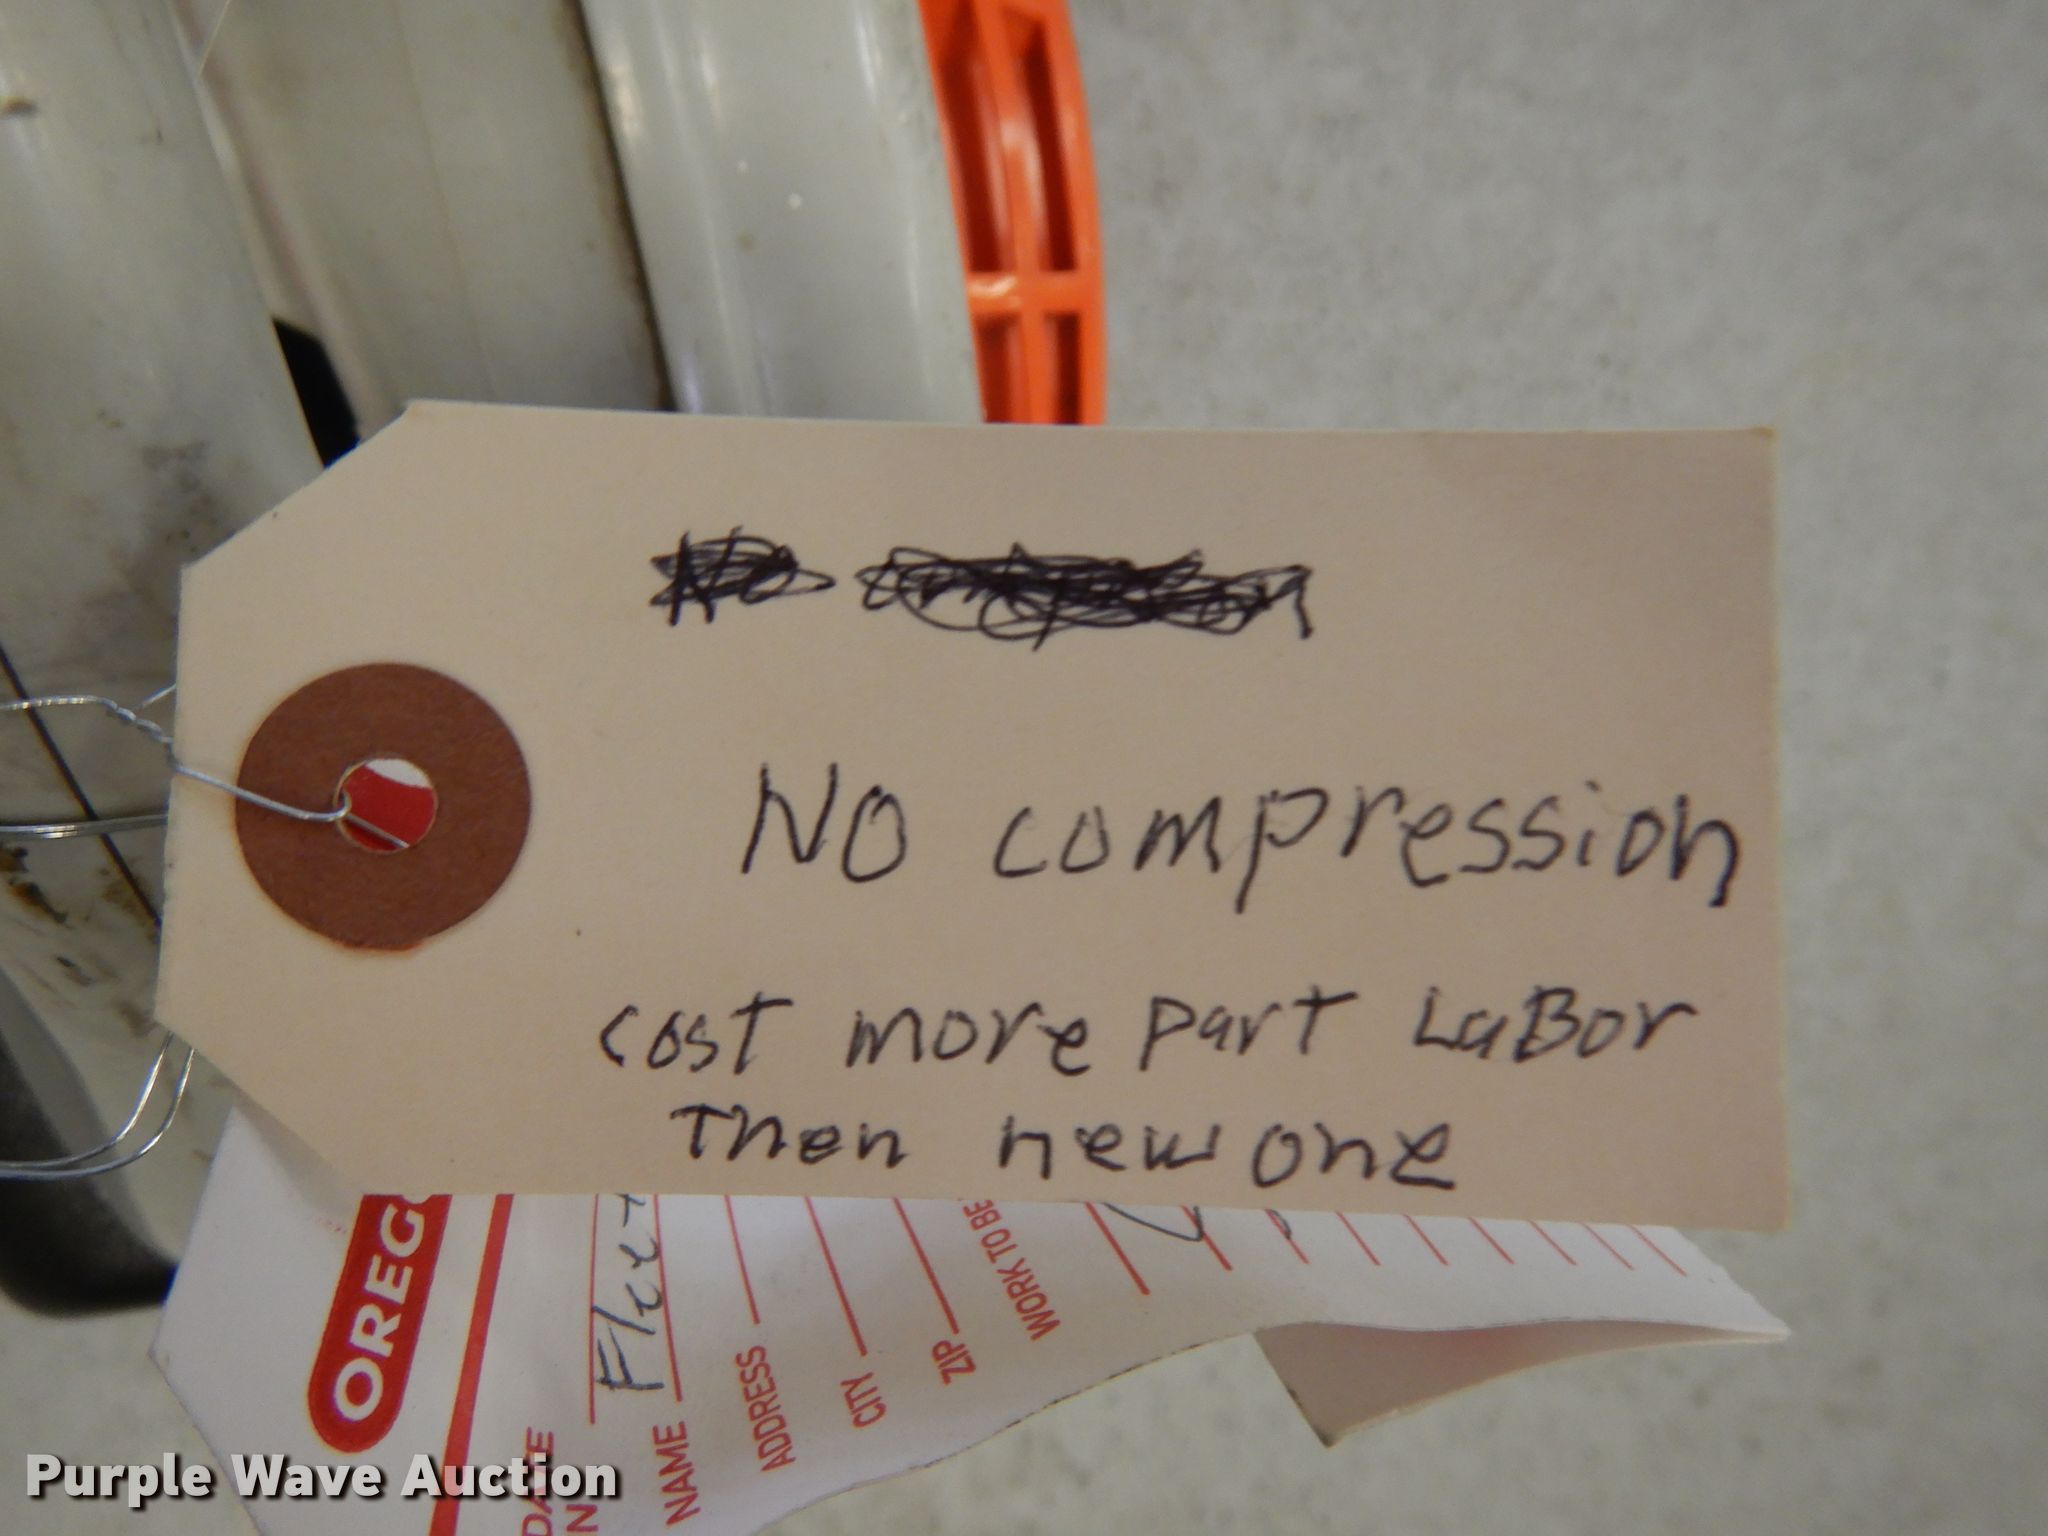 No
No compression
cost more part LaBor
Then new one
OREG
DATE
N
NAME
ADDRESS
CITY
ZIP
WORK TO BE
Purple Wave Auction